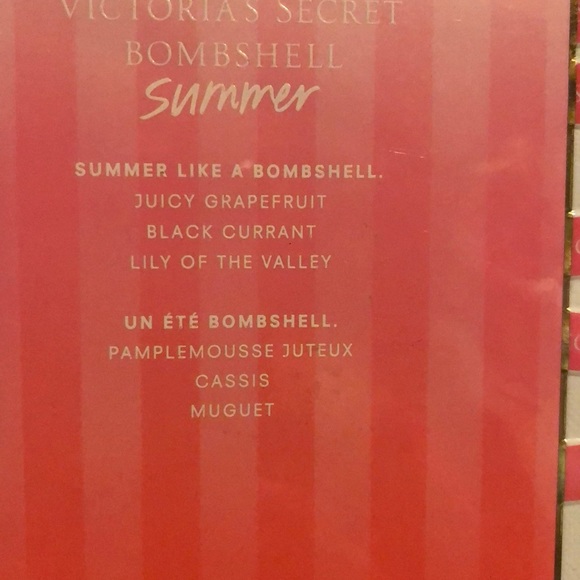 VICTORIA'S SECRET
BOMBSHELL
Summer
SUMMER LIKE A BOMBSHELL.
JUICY GRAPEFRUIT
BLACK CURRANT
LILY OF THE VALLEY
UN ÉTÉ BOMBSHELL.
PAMPLEMOUSSE JUTEUX
CASSIS
MUGUET